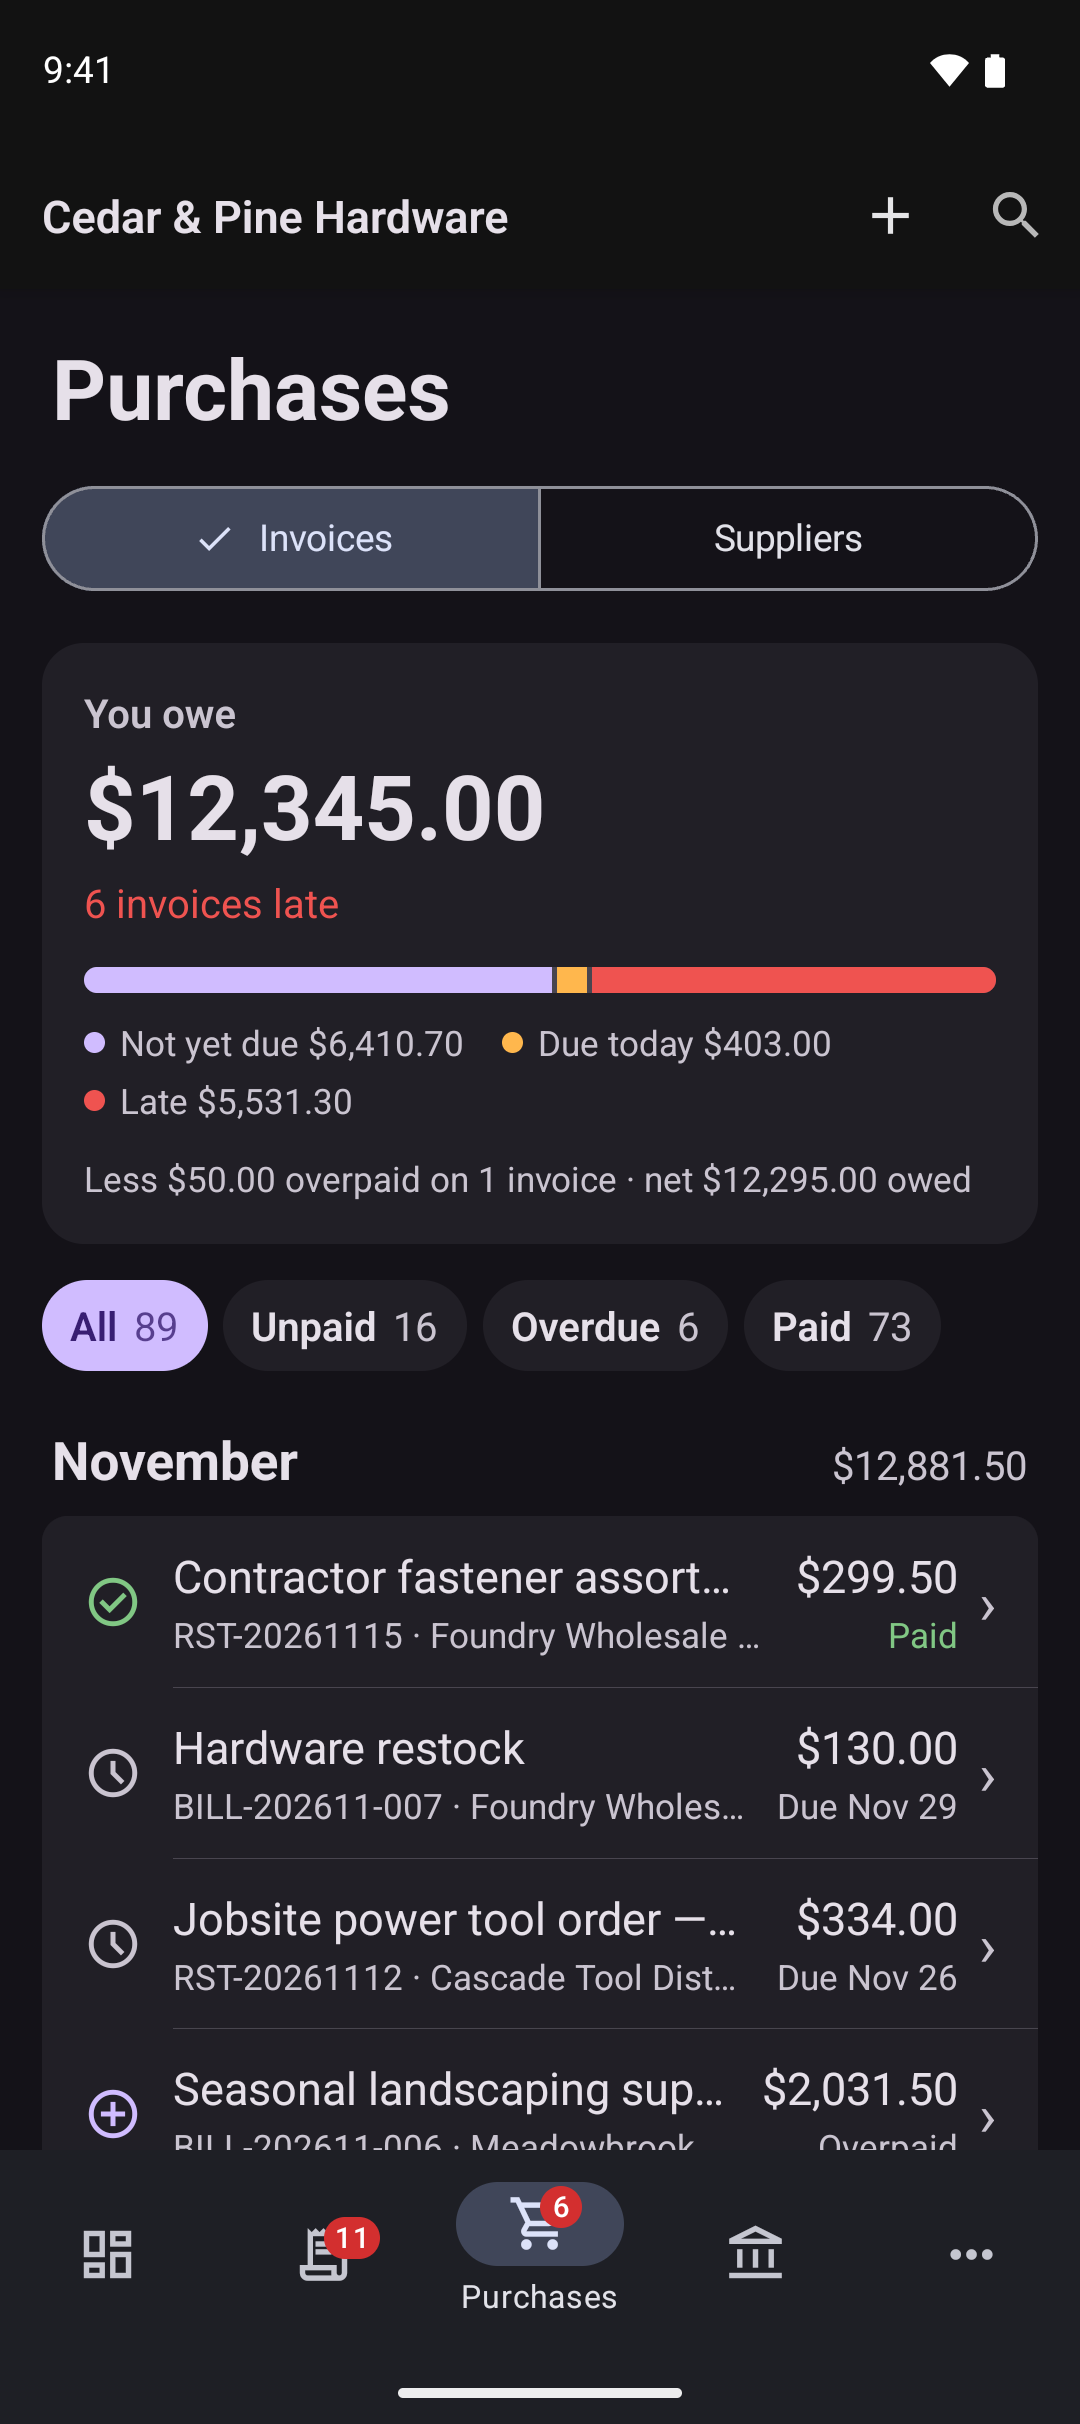 9:41
Cedar & Pine Hardware
Purchases
Invoices
Suppliers
You owe
$12,345.00
6 invoices late
Not yet due $6,410.70
Due today $403.00
Late $5,531.30
Less $50.00 overpaid on 1 invoice · net $12,295.00 owed
All 89
Unpaid 16
Overdue 6
Paid 73
November
$12,881.50
Contractor fastener assort…
$299.50
RST-20261115 · Foundry Wholesale …
Paid
Hardware restock
$130.00
BILL-202611-007 · Foundry Wholes…
Due Nov 29
Jobsite power tool order —…
$334.00
RST-20261112 · Cascade Tool Dist…
Due Nov 26
Seasonal landscaping sup…
$2,031.50
BILL-202611-006 · Meadowbrook
Overpaid
11
6
Purchases